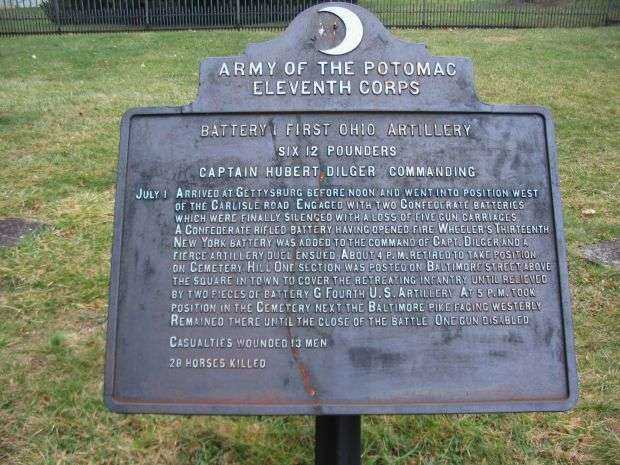 ARMY OF THE POTOMAC
ELEVENTH CORPS
BATTERY I FIRST OHIO ARTILLERY
SIX 12 POUNDERS
CAPTAIN HUBERT DILGER COMMANDING
JULY 1 ARRIVED AT GETTYSBURG BEFORE NOON AND WENT INTO POSITION WEST
OF THE CARLISLE ROAD ENGAGED WITH TWO CONFEDERATE BATTERIES
WHICH WERE FINALLY SILENCED WITH A LOSS OF FIVE GUN CARRIAGES
A CONFEDERATE RIFLED BATTERY HAVING OPENED FIRE WHEELER'S THIRTEENTH
NEW YORK BATTERY WAS ADDED TO THE COMMAND OF CAPT. DILGER AND A
FIERCE ARTILLERY DUEL ENSUED ABOUT 4 P.M. RETIRED TO TAKE POSITION
ON CEMETERY HILL ONE SECTION WAS POSTED ON BALTIMORE STREET ABOVE
THE SQUARE IN TOWN TO COVER THE RETREATING INFANTRY UNTIL RELIEVED
BY TWO PIECES OF BATTERY G FOURTH U.S. ARTILLERY AT 5 P.M. TOOK
POSITION IN THE CEMETERY NEXT THE BALTIMORE PIKE FACING WESTERLY
REMAINED THERE UNTIL THE CLOSE OF THE BATTLE ONE GUN DISABLED
CASUALTIES WOUNDED 13 MEN
28 HORSES KILLED